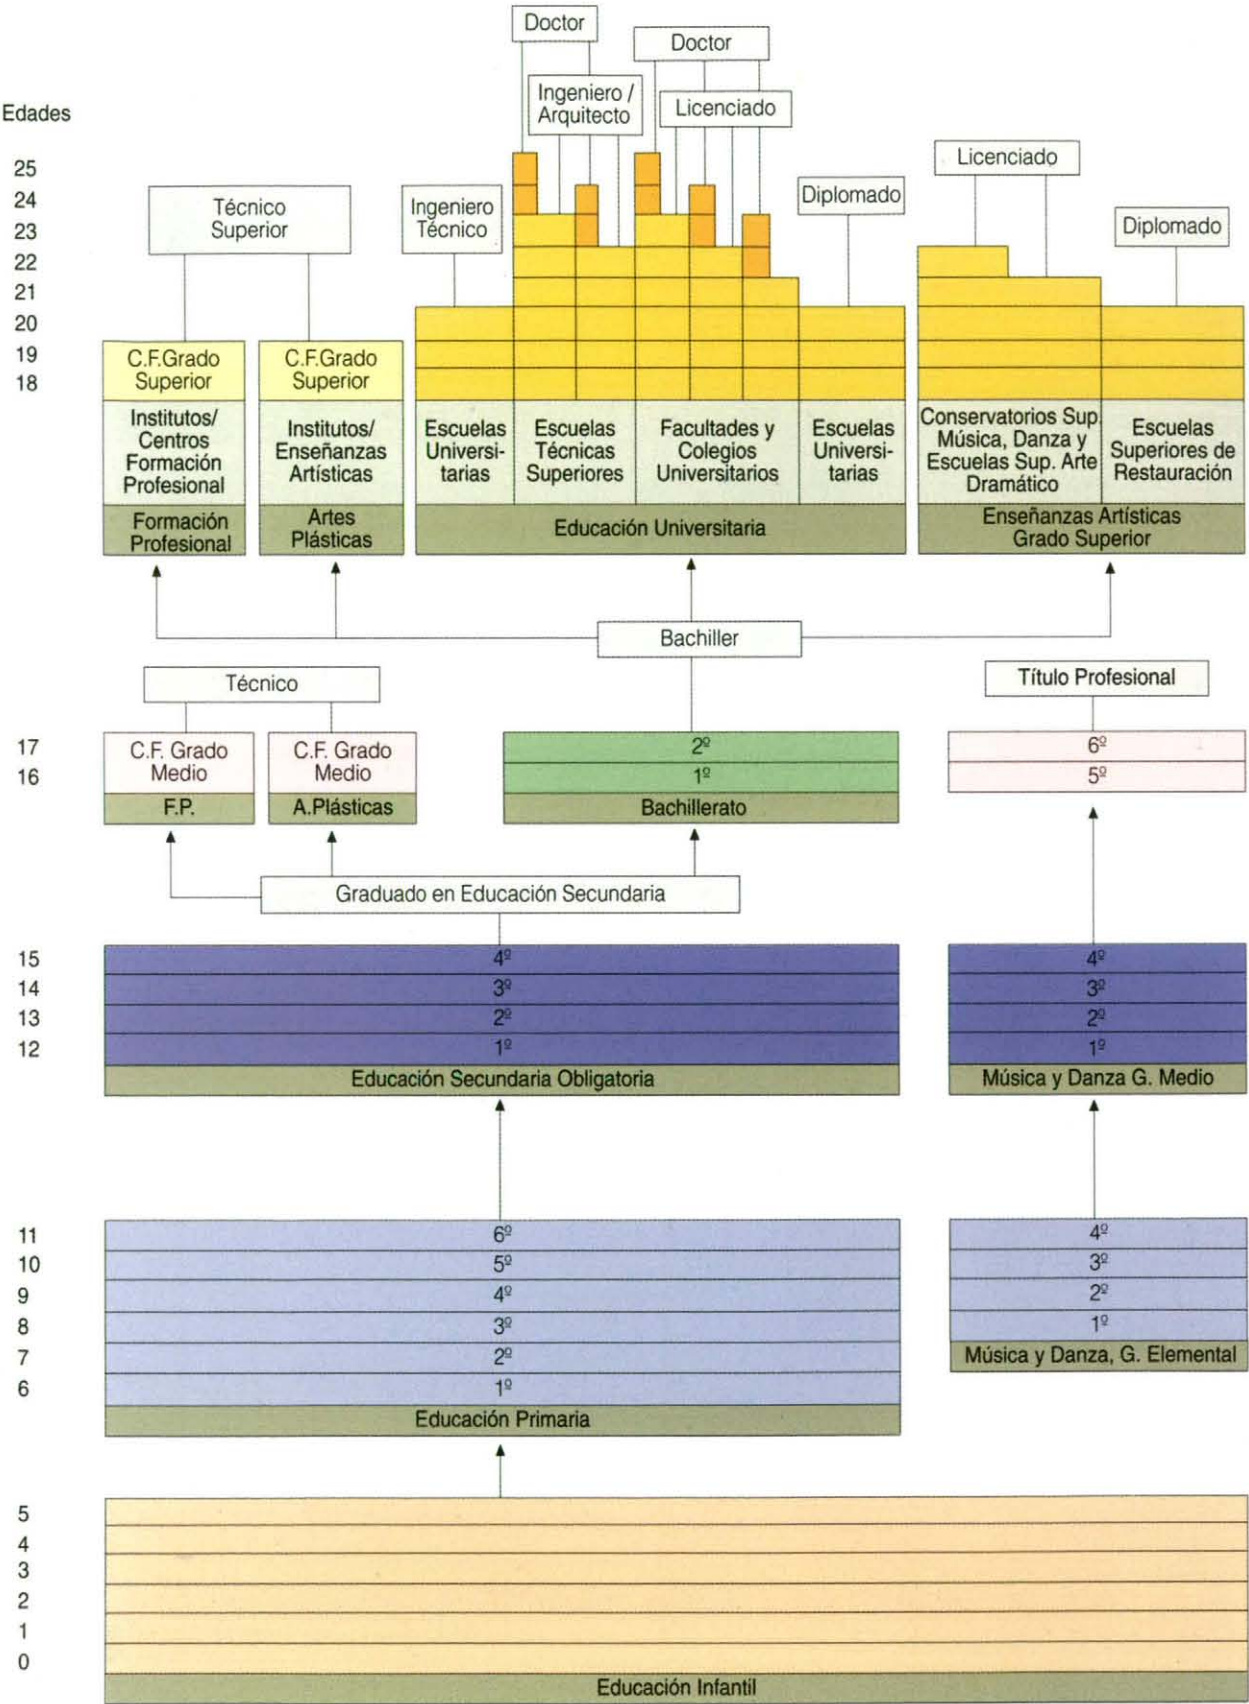 Doctor
Doctor
Ingeniero /
Arquitecto
Licenciado
Edades
25
24
23
22
21
20
19
18
Técnico
Superior
Ingeniero
Técnico
Diplomado
Licenciado
Diplomado
C.F.Grado
Superior
C.F.Grado
Superior
Institutos/
Centros
Formación
Profesional
Institutos/
Enseñanzas
Artísticas
Escuelas
Universi-
tarias
Escuelas
Técnicas
Superiores
Facultades y
Colegios
Universitarios
Escuelas
Universi-
tarias
Conservatorios Sup.
Música, Danza y
Escuelas Sup. Arte
Dramático
Escuelas
Superiores de
Restauración
Formación
Profesional
Artes
Plásticas
Educación Universitaria
Enseñanzas Artísticas
Grado Superior
Bachiller
Técnico
Título Profesional
17
16
C.F. Grado
Medio
F.P.
C.F. Grado
Medio
A.Plásticas
2º
1º
Bachillerato
6º
5º
Graduado en Educación Secundaria
15
14
13
12
4º
3º
2º
1º
Educación Secundaria Obligatoria
4º
3º
2º
1º
Música y Danza G. Medio
11
10
9
8
7
6
6º
5º
4º
3º
2º
1º
Educación Primaria
4º
3º
2º
1º
Música y Danza, G. Elemental
5
4
3
2
1
0
Educación Infantil